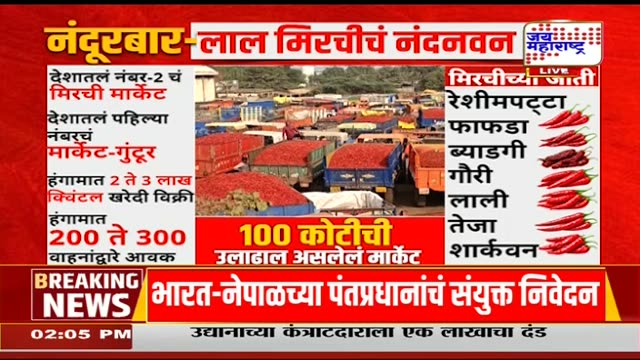 नंदूरबार-लाल मिरचीचं नंदनवन
जय
महाराष्ट्र
LIVE
देशातलं नंबर-2 चं
मिरची मार्केट
देशातलं पहिल्या
नंबरचं
मार्केट-गुंटूर
हंगामात 2 ते 3 लाख
क्विंटल खरेदी विक्री
हंगामात
200 ते 300
वाहनांद्वारे आवक
100 कोटीची
उलाढाल असलेलं मार्केट
मिरचीच्या जाती
रेशीमपट्टा
फाफडा
ब्याडगी
गौरी
लाली
तेजा
शार्कवन
BREAKING
NEWS
भारत-नेपाळच्या पंतप्रधानांचं संयुक्त निवेदन
02:05 PM
उद्यानाच्या कंत्राटदाराला एक लाखाचा दंड